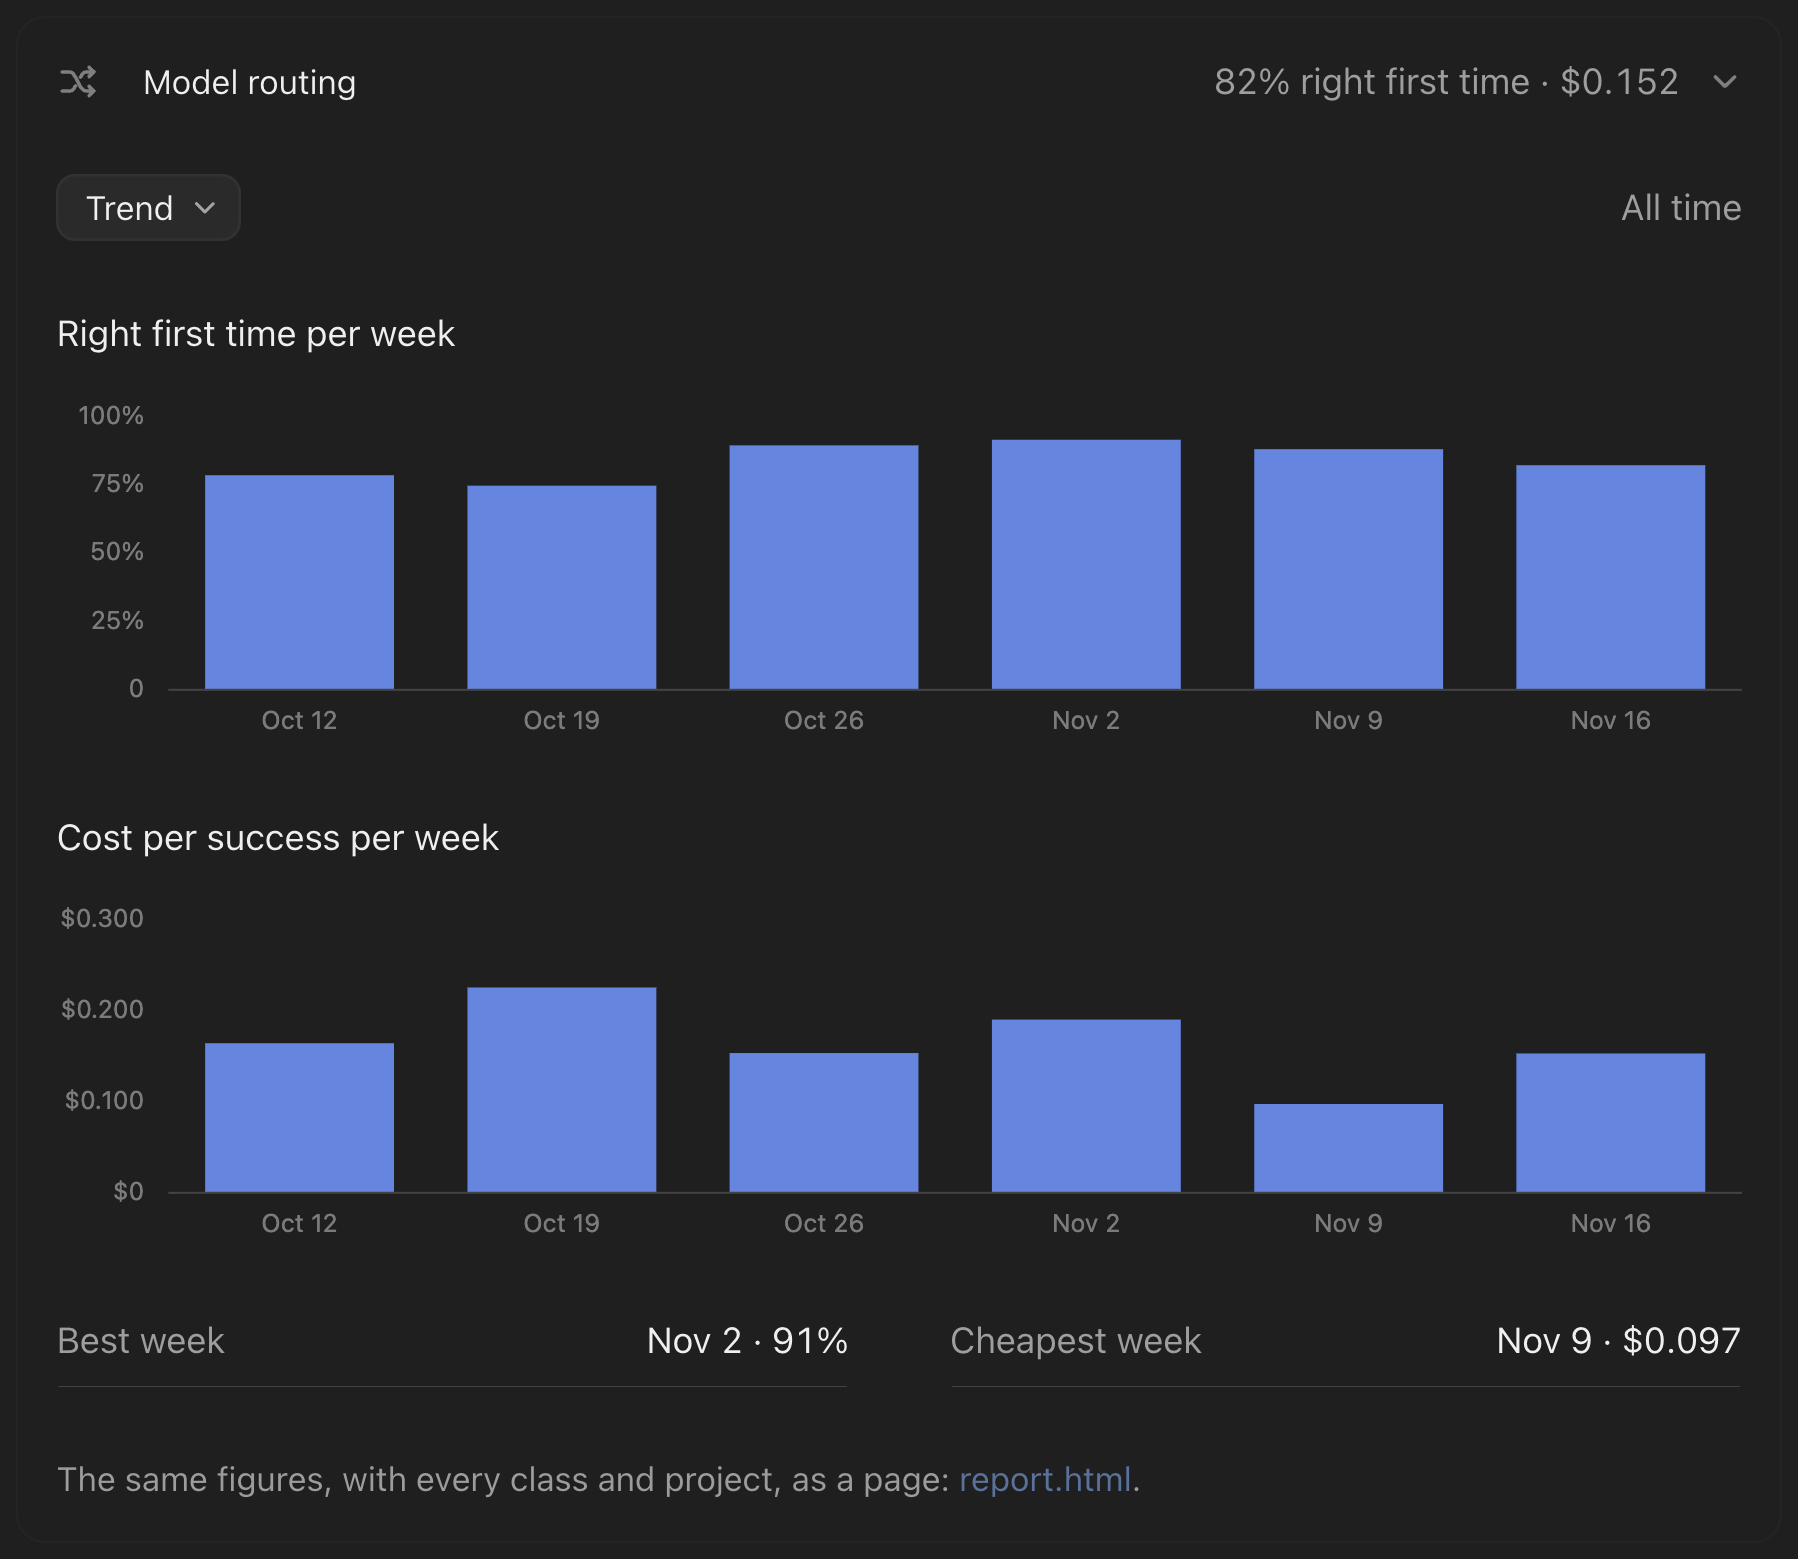 Model routing
82% right first time · $0.152
Trend
All time
Right first time per week
100%
75%
50%
25%
0
Oct 12
Oct 19
Oct 26
Nov 2
Nov 9
Nov 16
Cost per success per week
$0.300
$0.200
$0.100
$0
Oct 12
Oct 19
Oct 26
Nov 2
Nov 9
Nov 16
Best week
Nov 2 · 91%
Cheapest week
Nov 9 · $0.097
The same figures, with every class and project, as a page: report.html.